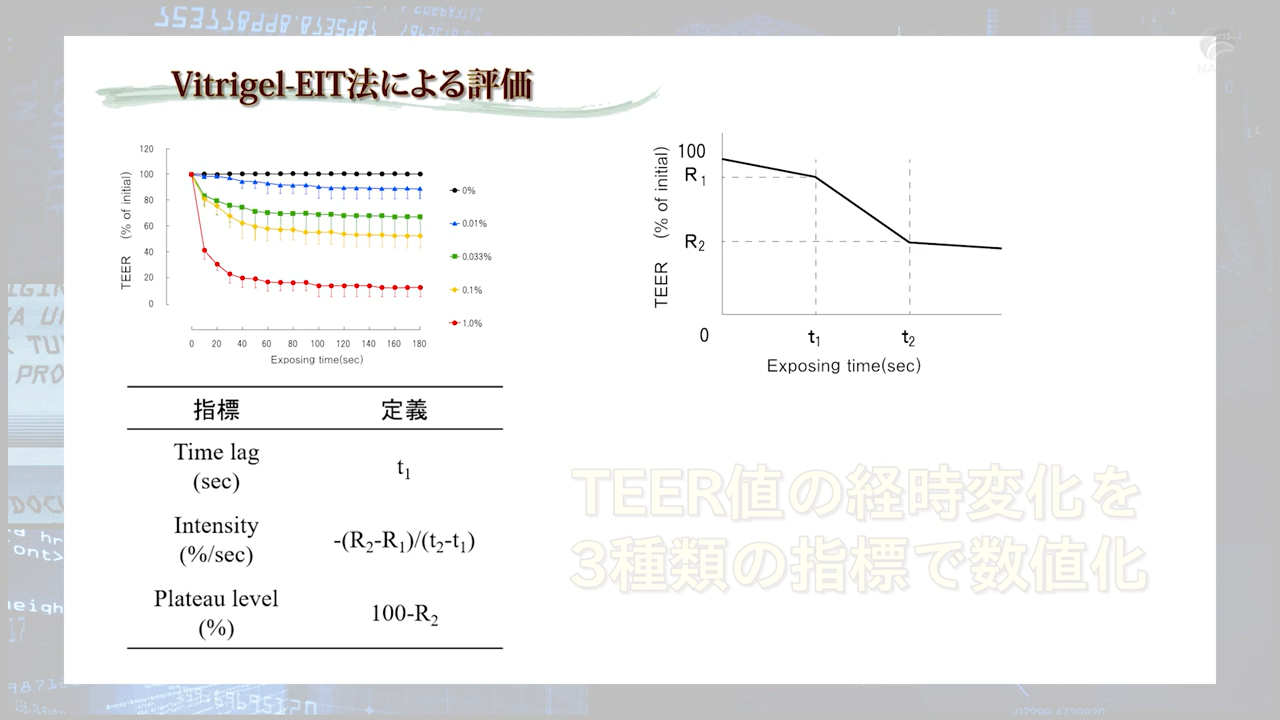 Vitrigel-EIT法による評価
120
100
80
60
40
20
0
TEER (% of initial)
0 20 40 60 80 100 120 140 160 180
Exposing time(sec)
0%
0.01%
0.033%
0.1%
1.0%
TEER (% of initial)
100
R1
R2
0
t1 t2
Exposing time(sec)
指標 定義
Time lag
(sec)
t1
Intensity
(%/sec)
-(R2-R1)/(t2-t1)
Plateau level
(%)
100-R2
TEER値の経時変化を
3種類の指標で数値化